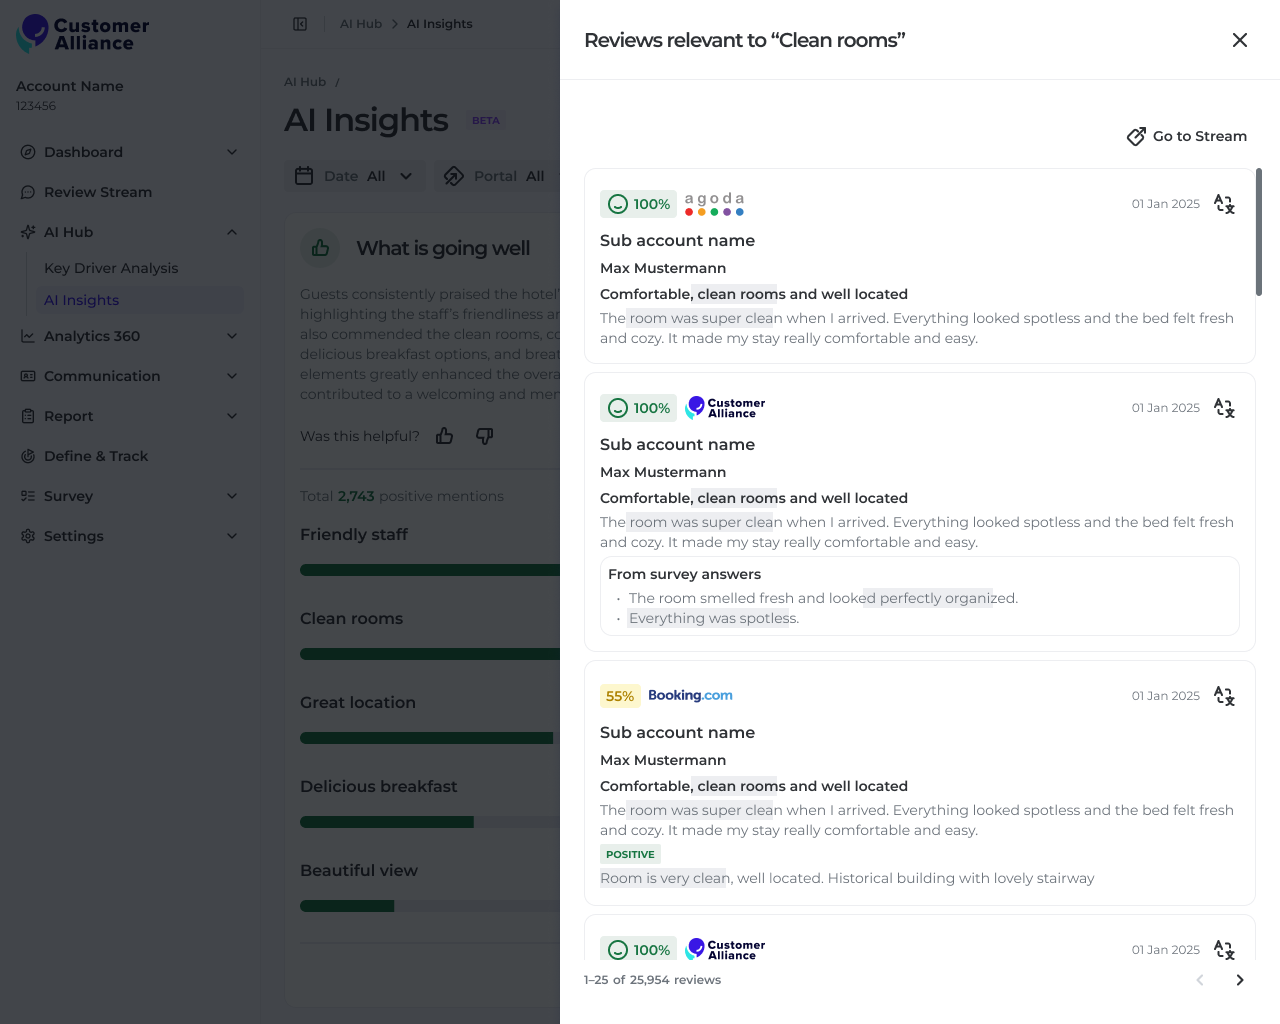 Customer
Alliance
Account Name
123456
Dashboard
Review Stream
AI Hub
Key Driver Analysis
AI Insights
Analytics 360
Communication
Report
Define & Track
Survey
Settings
AI Hub > AI Insights
AI Hub /
AI Insights BETA
Date All
Portal All
What is going well
Guests consistently praised the hotel'
highlighting the staff's friendliness an
also commended the clean rooms, co
delicious breakfast options, and breat
elements greatly enhanced the overa
contributed to a welcoming and mem
Was this helpful?
Total 2,743 positive mentions
Friendly staff
Clean rooms
Great location
Delicious breakfast
Beautiful view
Reviews relevant to “Clean rooms”
Go to Stream
100% agoda 01 Jan 2025
Sub account name
Max Mustermann
Comfortable, clean rooms and well located
The room was super clean when I arrived. Everything looked spotless and the bed felt fresh
and cozy. It made my stay really comfortable and easy.
100% Customer Alliance 01 Jan 2025
Sub account name
Max Mustermann
Comfortable, clean rooms and well located
The room was super clean when I arrived. Everything looked spotless and the bed felt fresh
and cozy. It made my stay really comfortable and easy.
From survey answers
· The room smelled fresh and looked perfectly organized.
· Everything was spotless.
55% Booking.com 01 Jan 2025
Sub account name
Max Mustermann
Comfortable, clean rooms and well located
The room was super clean when I arrived. Everything looked spotless and the bed felt fresh
and cozy. It made my stay really comfortable and easy.
POSITIVE
Room is very clean, well located. Historical building with lovely stairway
100% Customer Alliance 01 Jan 2025
1–25 of 25,954 reviews